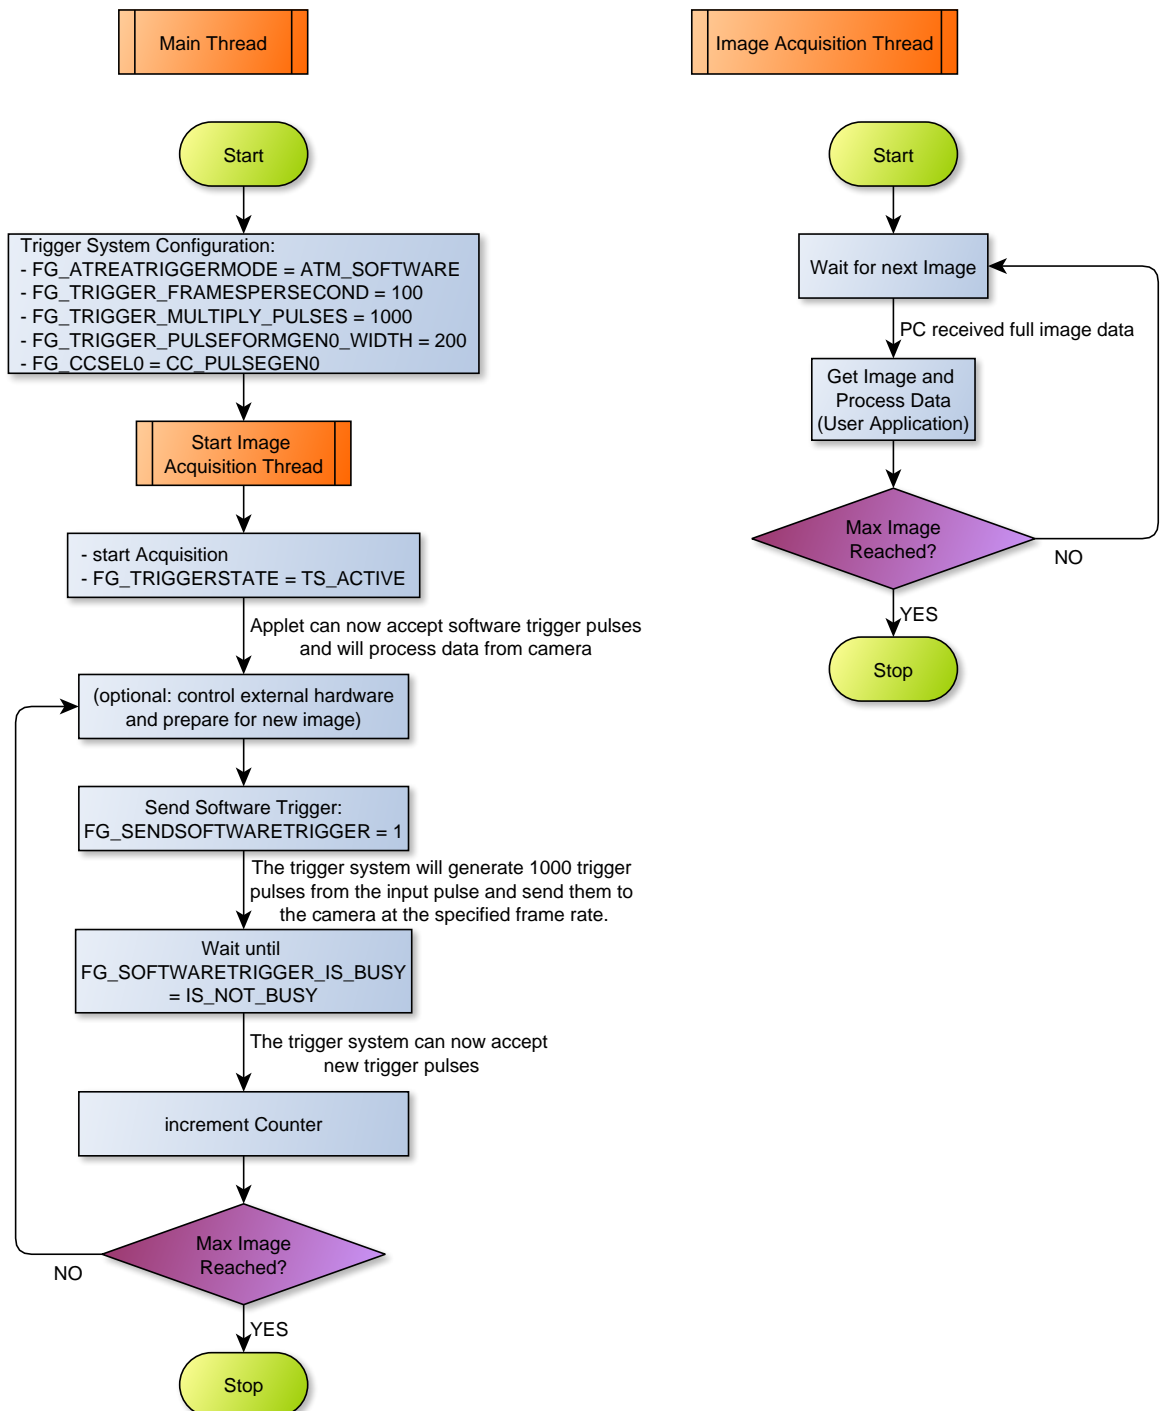 Main Thread
Start
Trigger System Configuration:
- FG_ATREATRIGGERMODE = ATM_SOFTWARE
- FG_TRIGGER_FRAMESPERSECOND = 100
- FG_TRIGGER_MULTIPLY_PULSES = 1000
- FG_TRIGGER_PULSEFORMGEN0_WIDTH = 200
- FG_CCSEL0 = CC_PULSEGEN0
Start Image
Acquisition Thread
- start Acquisition
- FG_TRIGGERSTATE = TS_ACTIVE
Applet can now accept software trigger pulses
and will process data from camera
(optional: control external hardware
and prepare for new image)
Send Software Trigger:
FG_SENDSOFTWARETRIGGER = 1
The trigger system will generate 1000 trigger
pulses from the input pulse and send them to
the camera at the specified frame rate.
Wait until
FG_SOFTWARETRIGGER_IS_BUSY
= IS_NOT_BUSY
The trigger system can now accept
new trigger pulses
increment Counter
Max Image
Reached?
NO
YES
Stop
Image Acquisition Thread
Start
Wait for next Image
PC received full image data
Get Image and
Process Data
(User Application)
Max Image
Reached?
NO
YES
Stop